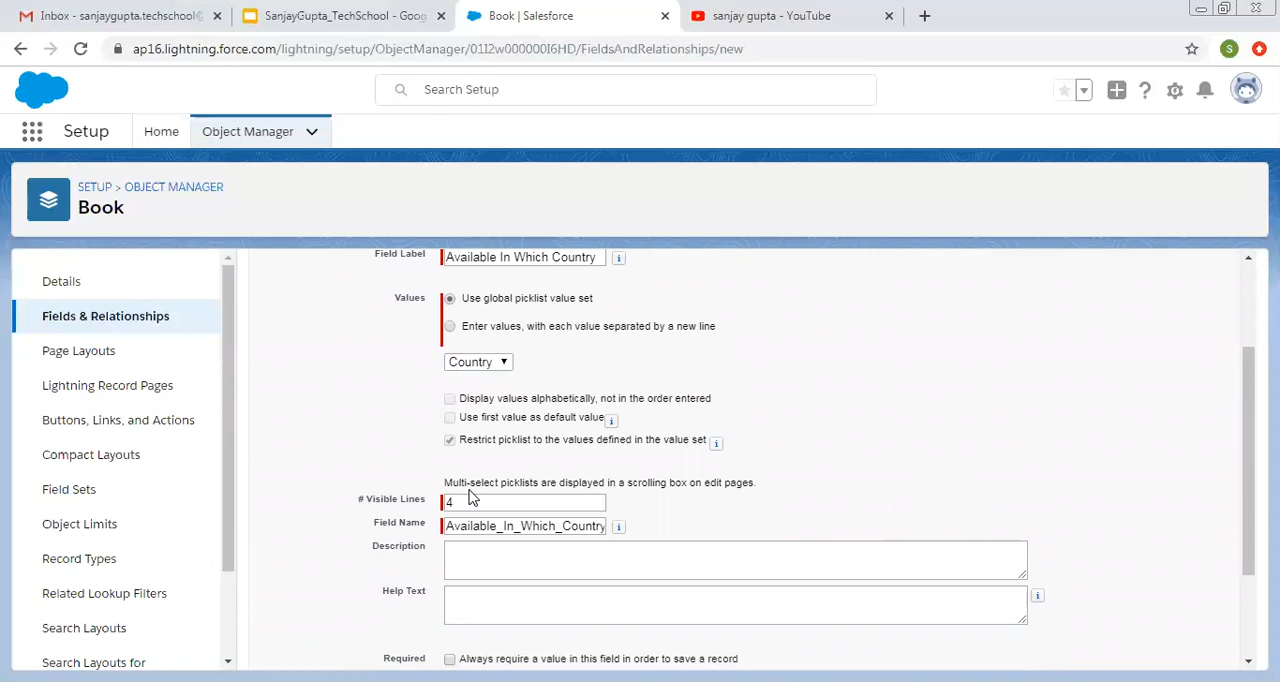 Inbox - sanjaygupta.techschool@
SanjayGupta_TechSchool - Goog
Book | Salesforce
sanjay gupta - YouTube
ap16.lightning.force.com/lightning/setup/ObjectManager/01I2w000000I6HD/FieldsAndRelationships/new
S
Search Setup
Setup
Home
Object Manager
SETUP > OBJECT MANAGER
Book
Details
Fields & Relationships
Page Layouts
Lightning Record Pages
Buttons, Links, and Actions
Compact Layouts
Field Sets
Object Limits
Record Types
Related Lookup Filters
Search Layouts
Search Layouts for
Field Label
Available In Which Country
Values
Use global picklist value set
Enter values, with each value separated by a new line
Country
Display values alphabetically, not in the order entered
Use first value as default value
Restrict picklist to the values defined in the value set
Multi-select picklists are displayed in a scrolling box on edit pages.
# Visible Lines
4
Field Name
Available_In_Which_Country
Description
Help Text
Required
Always require a value in this field in order to save a record